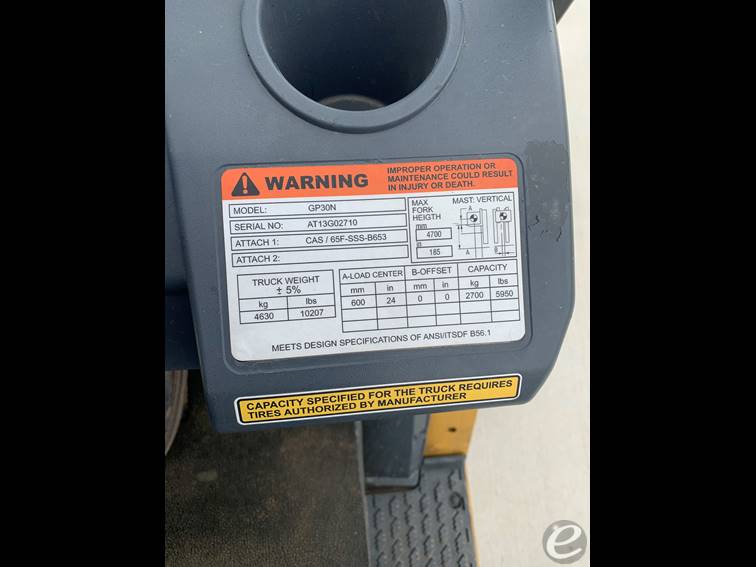 WARNING
IMPROPER OPERATION OR
MAINTENANCE COULD RESULT
IN INJURY OR DEATH.
MODEL: GP30N
SERIAL NO: AT13G02710
ATTACH 1: CAS / 65F-SSS-B653
ATTACH 2:
MAX
FORK
HEIGTH
mm
4700
in
185
MAST: VERTICAL
A
A
B
TRUCK WEIGHT
± 5%
kg lbs
4630 10207
A-LOAD CENTER B-OFFSET CAPACITY
mm in mm in kg lbs
600 24 0 0 2700 5950
MEETS DESIGN SPECIFICATIONS OF ANSI/ITSDF B56.1
CAPACITY SPECIFIED FOR THE TRUCK REQUIRES
TIRES AUTHORIZED BY MANUFACTURER
e